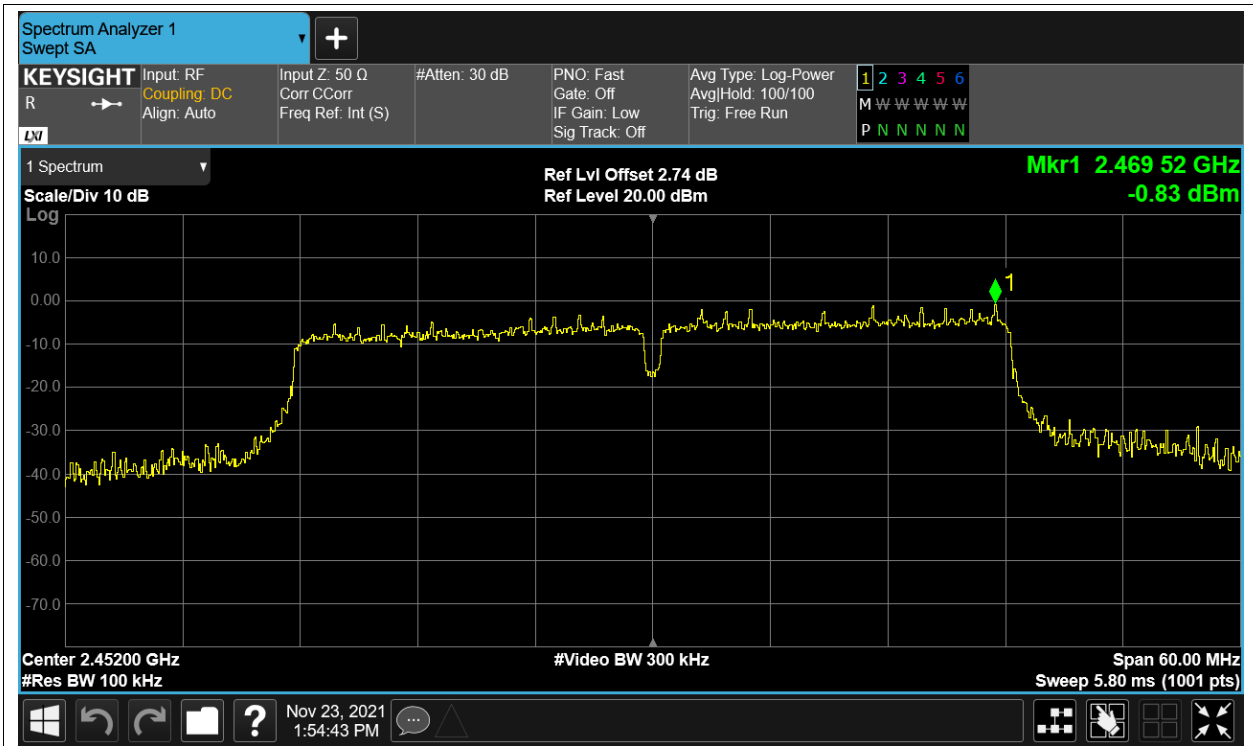 Spectrum Analyzer 1
Swept SA
KEYSIGHT
R
LXI
Input: RF
Coupling: DC
Align: Auto
Input Z: 50 Ω
Corr CCorr
Freq Ref: Int (S)
#Atten: 30 dB
PNO: Fast
Gate: Off
IF Gain: Low
Sig Track: Off
Avg Type: Log-Power
Avg|Hold: 100/100
Trig: Free Run
1 2 3 4 5 6
M W W W W W
P N N N N N
1 Spectrum
Scale/Div 10 dB
Log
Ref Lvl Offset 2.74 dB
Ref Level 20.00 dBm
Mkr1 2.469 52 GHz
-0.83 dBm
1
10.0
0.00
-10.0
-20.0
-30.0
-40.0
-50.0
-60.0
-70.0
Center 2.45200 GHz
#Res BW 100 kHz
#Video BW 300 kHz
Span 60.00 MHz
Sweep 5.80 ms (1001 pts)
?
Nov 23, 2021
1:54:43 PM